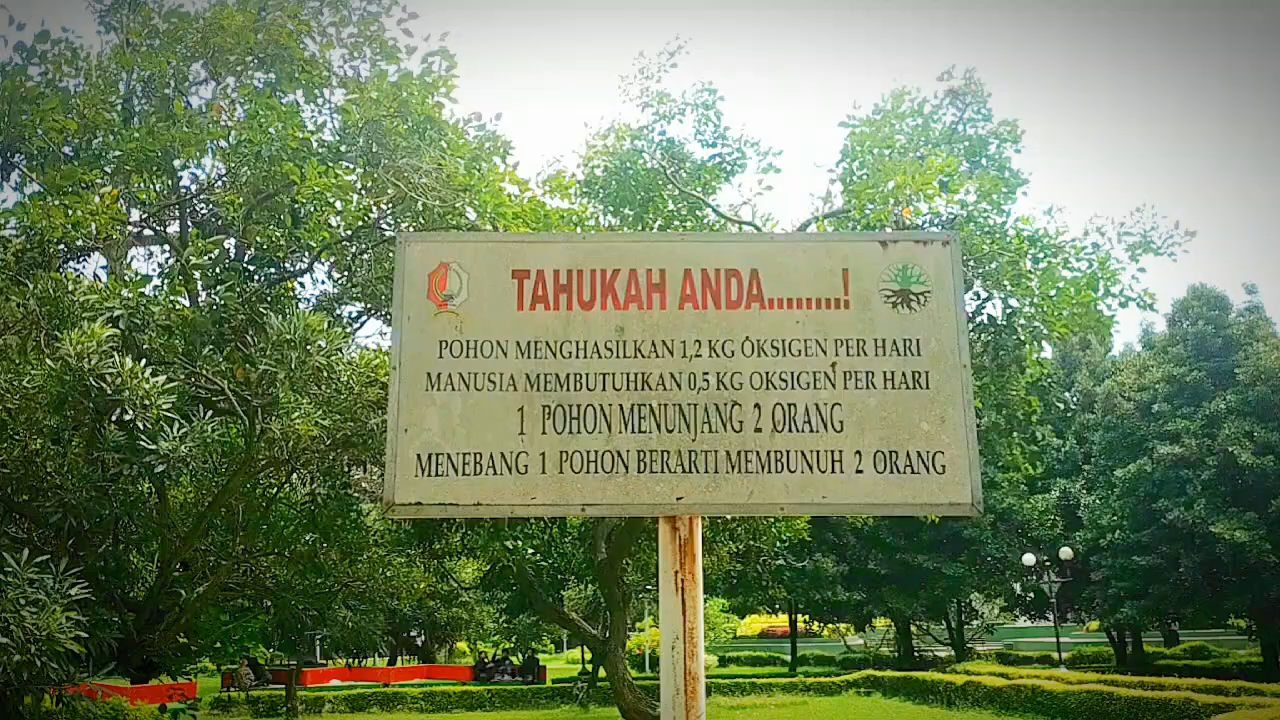 TAHUKAH ANDA........!
POHON MENGHASILKAN 1,2 KG OKSIGEN PER HARI
MANUSIA MEMBUTUHKAN 0,5 KG OKSIGEN PER HARI
1 POHON MENUNJANG 2 ORANG
MENEBANG 1 POHON BERARTI MEMBUNUH 2 ORANG